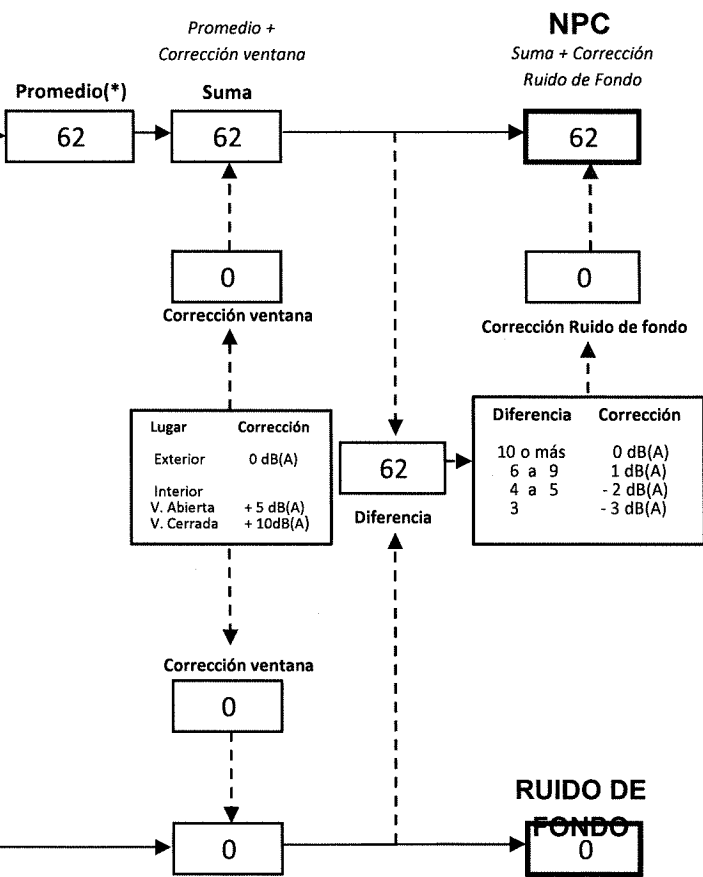 Promedio +
Corrección ventana
NPC
Suma + Corrección
Ruido de Fondo
Promedio(*)
Suma
62
62
62
0
Corrección ventana
0
Corrección Ruido de fondo
Lugar Corrección
Exterior 0 dB(A)
Interior
V. Abierta + 5 dB(A)
V. Cerrada + 10dB(A)
62
Diferencia
Diferencia Corrección
10 o más 0 dB(A)
6 a 9 1 dB(A)
4 a 5 - 2 dB(A)
3 - 3 dB(A)
Corrección ventana
0
0
RUIDO DE
FONDO
0